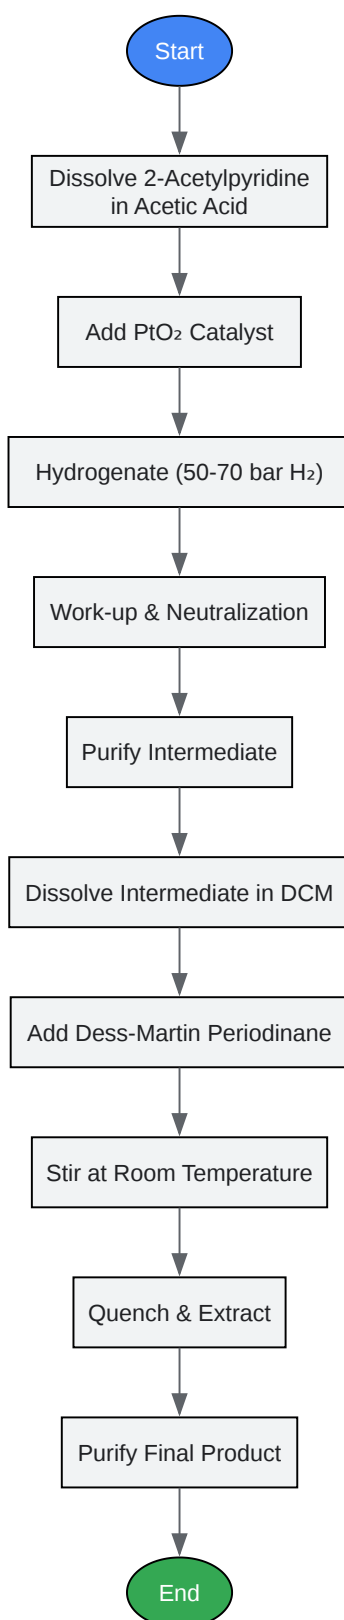 Start
Dissolve 2-Acetylpyridine
in Acetic Acid
Add PtO₂ Catalyst
Hydrogenate (50-70 bar H₂)
Work-up & Neutralization
Purify Intermediate
Dissolve Intermediate in DCM
Add Dess-Martin Periodinane
Stir at Room Temperature
Quench & Extract
Purify Final Product
End